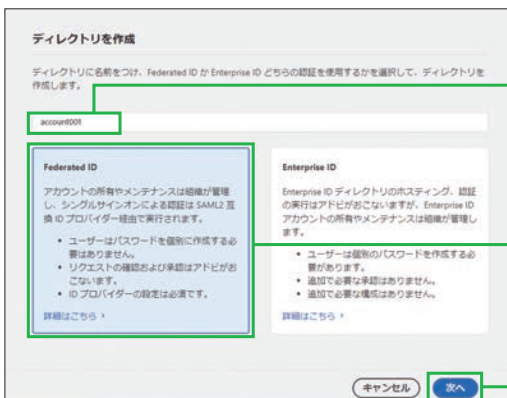 ディレクトリを作成
ディレクトリに名前をつけ、Federated ID か Enterprise ID どちらの認証を使用するかを選択して、ディレクトリを
作成します。
account001
Federated ID
アカウントの所有やメンテナンスは組織が管理
し、シングルサインオンによる認証は SAML2 互
換 ID プロバイダー経由で実行されます。
• ユーザーはパスワードを個別に作成する必
要はありません。
• リクエストの確認および承認はアドビがお
こないます。
• ID プロバイダーの設定は必須です。
詳細はこちら ›
Enterprise ID
Enterprise ID ディレクトリのホスティング、認証
の実行はアドビがおこないますが、Enterprise ID
アカウントの所有やメンテナンスは組織が管理し
ます。
• ユーザーは個別のパスワードを作成する必
要があります。
• 追加で必要な承認はありません。
• 追加で必要な構成はありません。
詳細はこちら ›
キャンセル
次へ